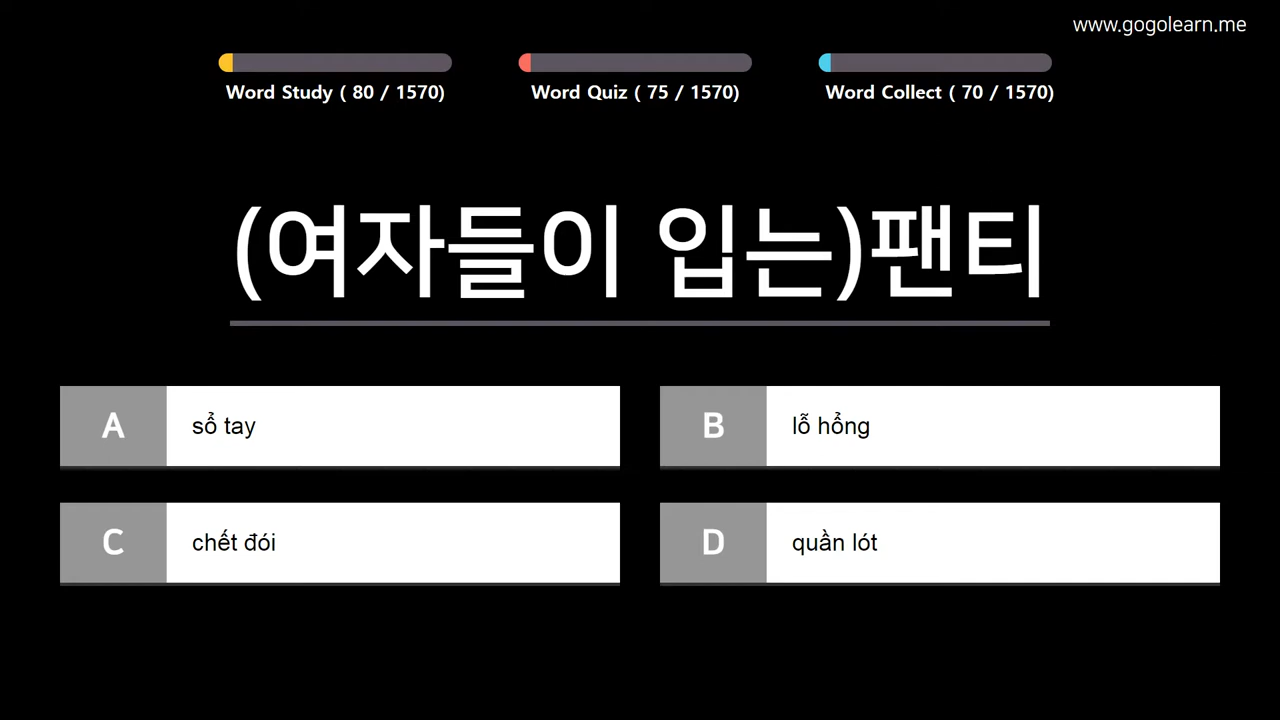 www.gogolearn.me
Word Study ( 80 / 1570)
Word Quiz ( 75 / 1570)
Word Collect ( 70 / 1570)
(여자들이 입는)팬티
A sổ tay
B lỗ hổng
C chết đói
D quần lót